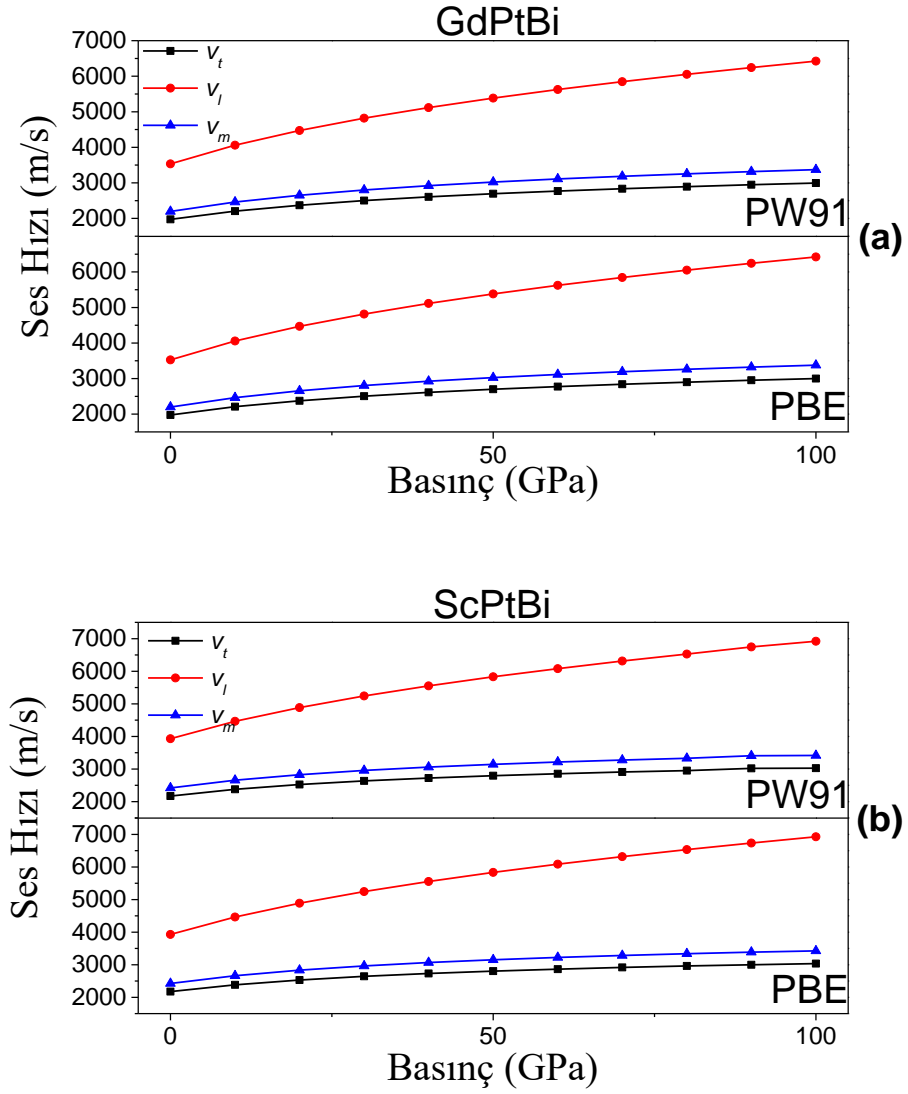 GdPtBi
Ses Hızı (m/s)
7000
6000
5000
4000
3000
2000
v_t
v_l
v_m
PW91
(a)
6000
5000
4000
3000
2000
PBE
0 50 100
Basınç (GPa)
ScPtBi
Ses Hızı (m/s)
7000
6000
5000
4000
3000
2000
v_t
v_l
v_m
PW91
(b)
7000
6000
5000
4000
3000
2000
PBE
0 50 100
Basınç (GPa)